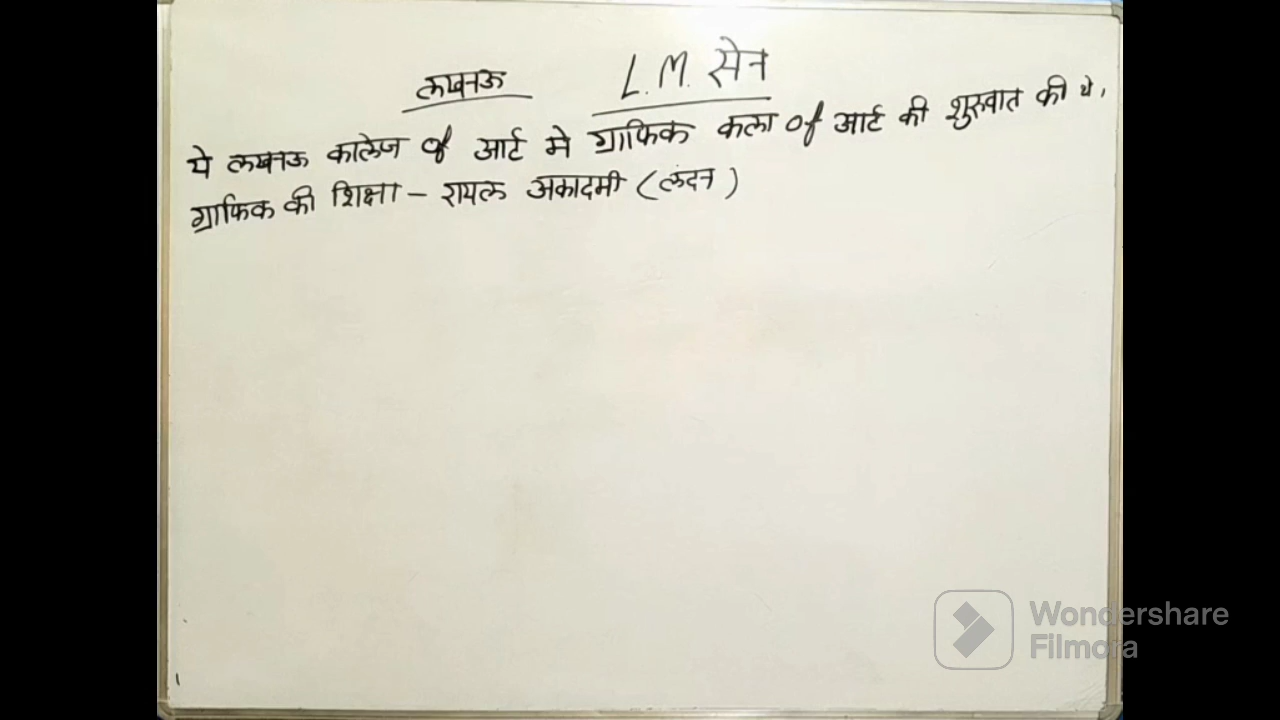 लखनऊ L.M. सेन
ये लखनऊ कालेज of आर्ट मे ग्राफिक कला of आर्ट की शुरुवात की थे,
ग्राफिक की शिक्षा - रायल अकादमी (लंदन)
Wondershare
Filmora